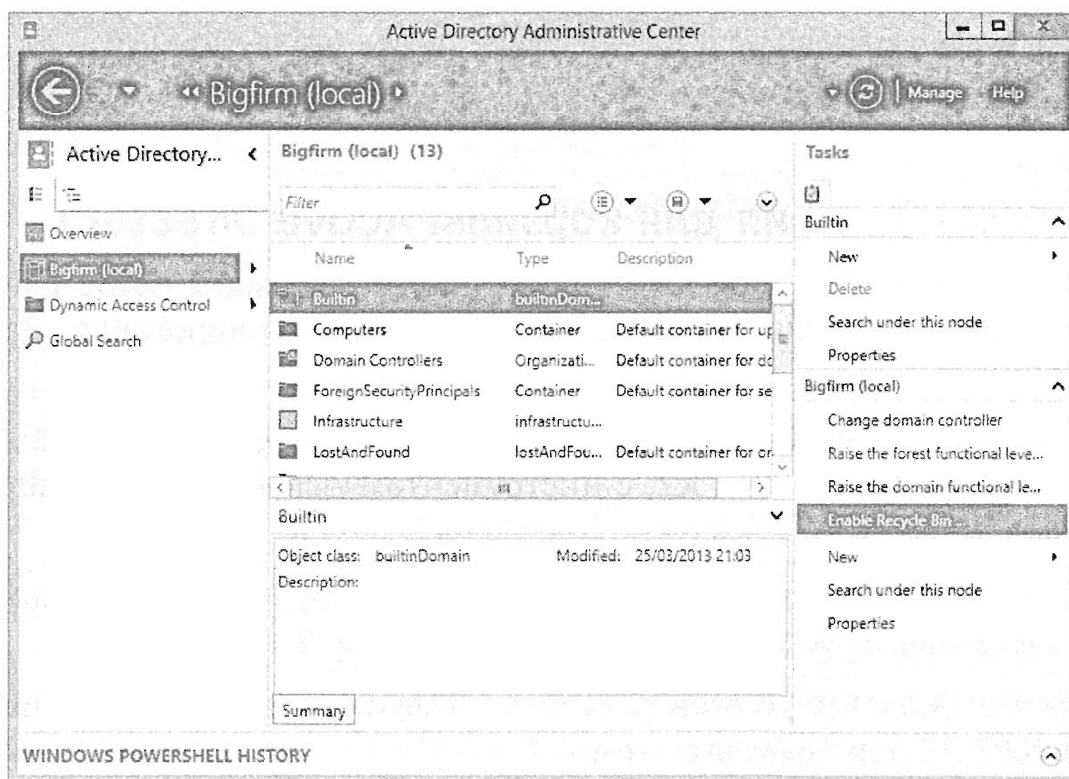 Active Directory Administrative Center
Bigfirm (local)
Manage
Help
Active Directory...
Overview
Bigfirm (local)
Dynamic Access Control
Global Search
Bigfirm (local) (13)
Filter
Name Type Description
Builtin builtinDom...
Computers Container Default container for up
Domain Controllers Organizati... Default container for do
ForeignSecurityPrincipals Container Default container for se
Infrastructure infrastructu...
LostAndFound lostAndFou... Default container for or
Builtin
Object class: builtinDomain Modified: 25/03/2013 21:03
Description:
Summary
Tasks
Builtin
New
Delete
Search under this node
Properties
Bigfirm (local)
Change domain controller
Raise the forest functional leve...
Raise the domain functional le...
Enable Recycle Bin ...
New
Search under this node
Properties
WINDOWS POWERSHELL HISTORY